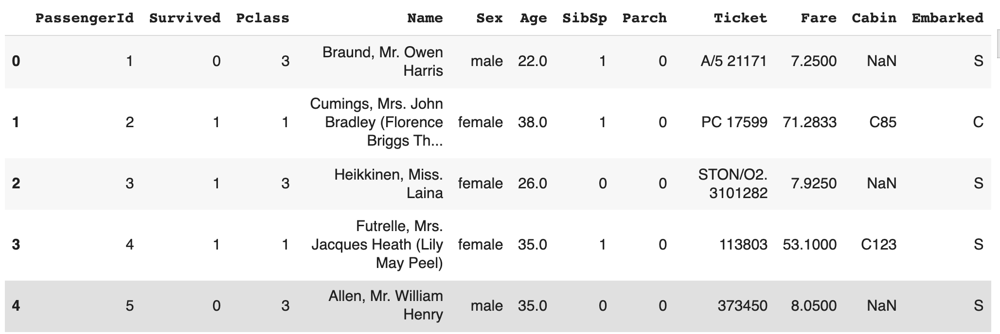 PassengerId Survived Pclass Name Sex Age SibSp Parch Ticket Fare Cabin Embarked
0 1 0 3 Braund, Mr. Owen Harris male 22.0 1 0 A/5 21171 7.2500 NaN S
1 2 1 1 Cumings, Mrs. John Bradley (Florence Briggs Th... female 38.0 1 0 PC 17599 71.2833 C85 C
2 3 1 3 Heikkinen, Miss. Laina female 26.0 0 0 STON/O2. 3101282 7.9250 NaN S
3 4 1 1 Futrelle, Mrs. Jacques Heath (Lily May Peel) female 35.0 1 0 113803 53.1000 C123 S
4 5 0 3 Allen, Mr. William Henry male 35.0 0 0 373450 8.0500 NaN S